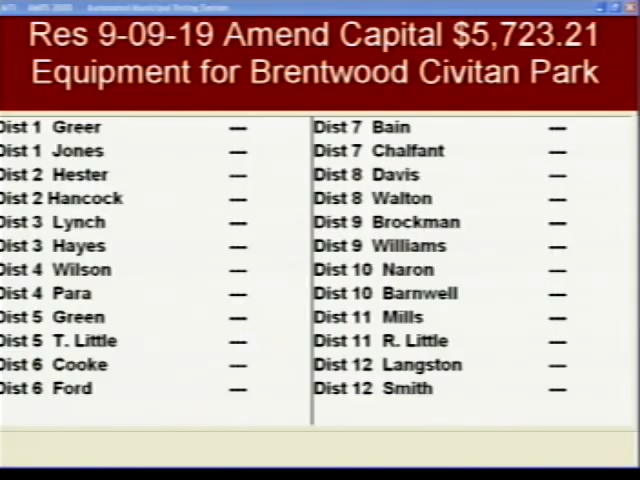 Res 9-09-19 Amend Capital $5,723.21
Equipment for Brentwood Civitan Park
Dist 1 Greer ---
Dist 1 Jones ---
Dist 2 Hester ---
Dist 2 Hancock ---
Dist 3 Lynch ---
Dist 3 Hayes ---
Dist 4 Wilson ---
Dist 4 Para ---
Dist 5 Green ---
Dist 5 T. Little ---
Dist 6 Cooke ---
Dist 6 Ford ---
Dist 7 Bain ---
Dist 7 Chalfant ---
Dist 8 Davis ---
Dist 8 Walton ---
Dist 9 Brockman ---
Dist 9 Williams ---
Dist 10 Naron ---
Dist 10 Barnwell ---
Dist 11 Mills ---
Dist 11 R. Little ---
Dist 12 Langston ---
Dist 12 Smith ---